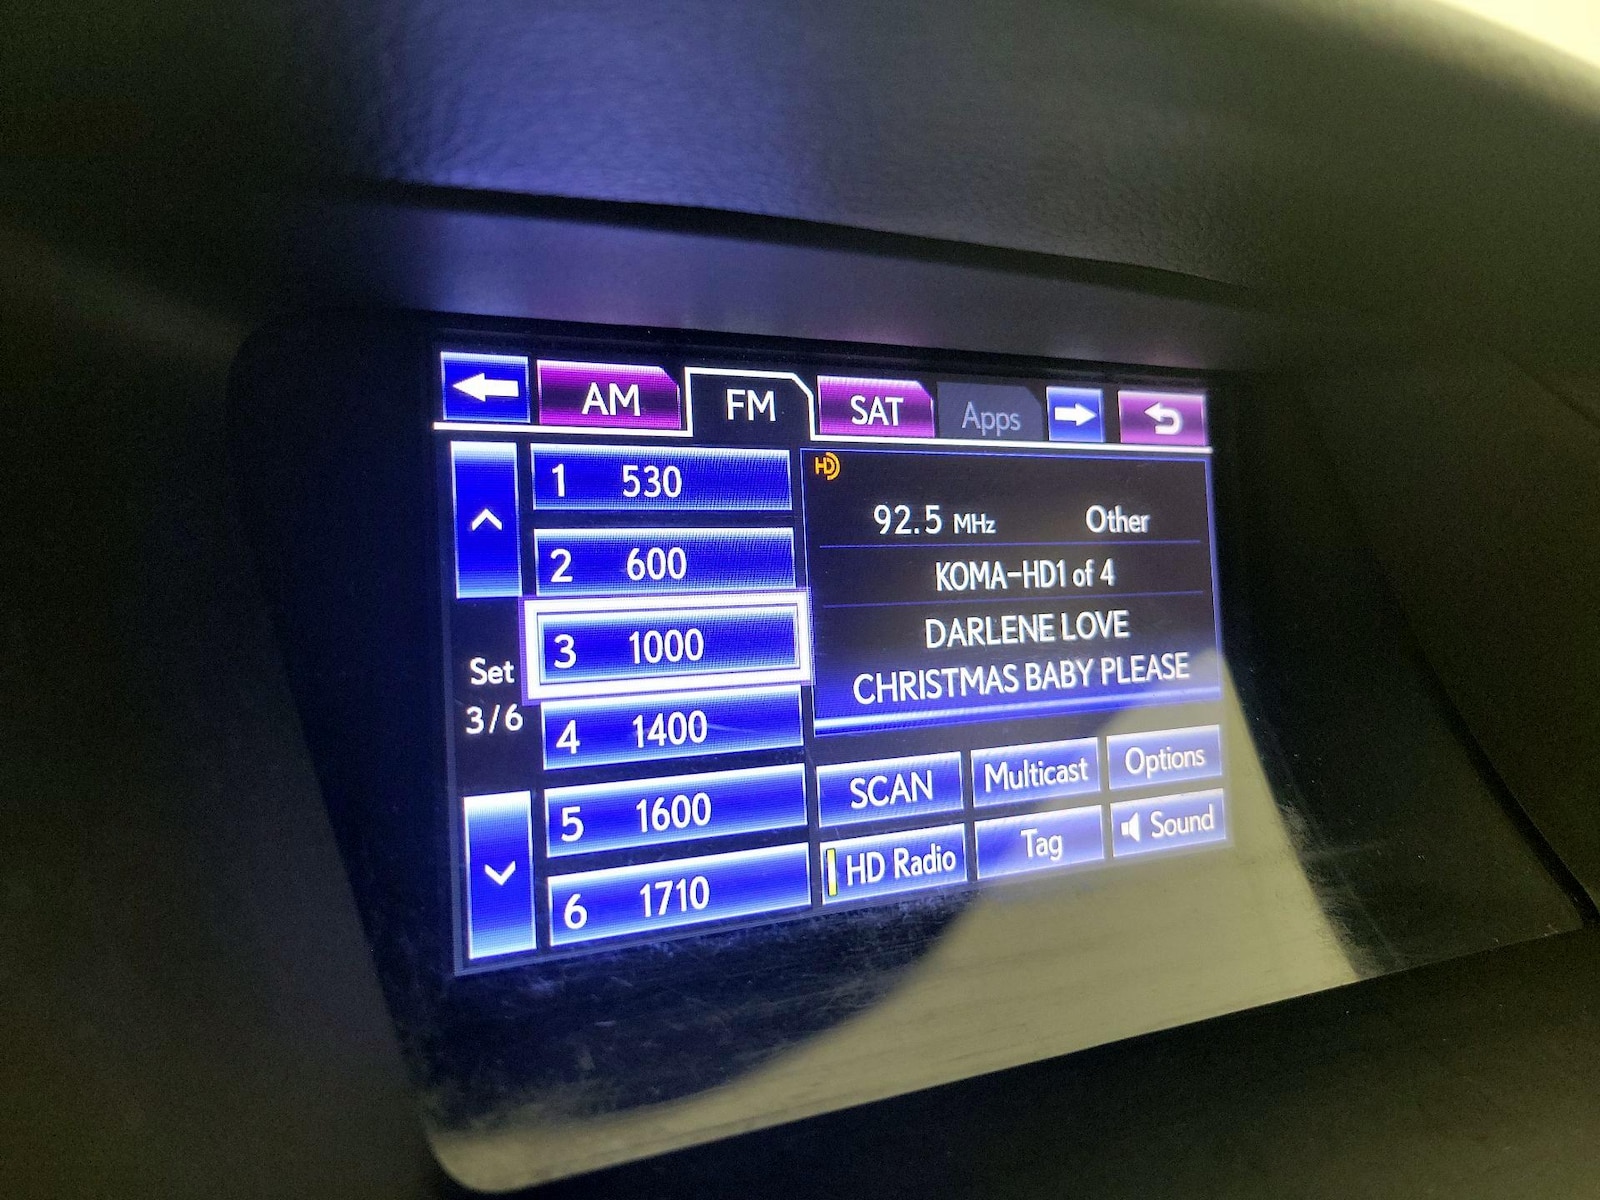 AM
FM
SAT
Apps
1 530
2 600
3 1000
4 1400
5 1600
6 1710
Set
3/6
HD
92.5 MHz Other
KOMA-HD1 of 4
DARLENE LOVE
CHRISTMAS BABY PLEASE
SCAN Multicast Options
HD Radio Tag Sound